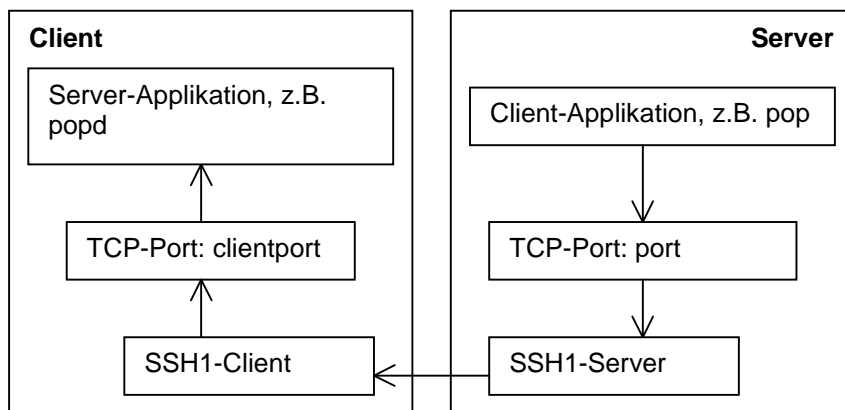 Client
Server-Applikation, z.B.
popd
TCP-Port: clientport
SSH1-Client
Server
Client-Applikation, z.B. pop
TCP-Port: port
SSH1-Server